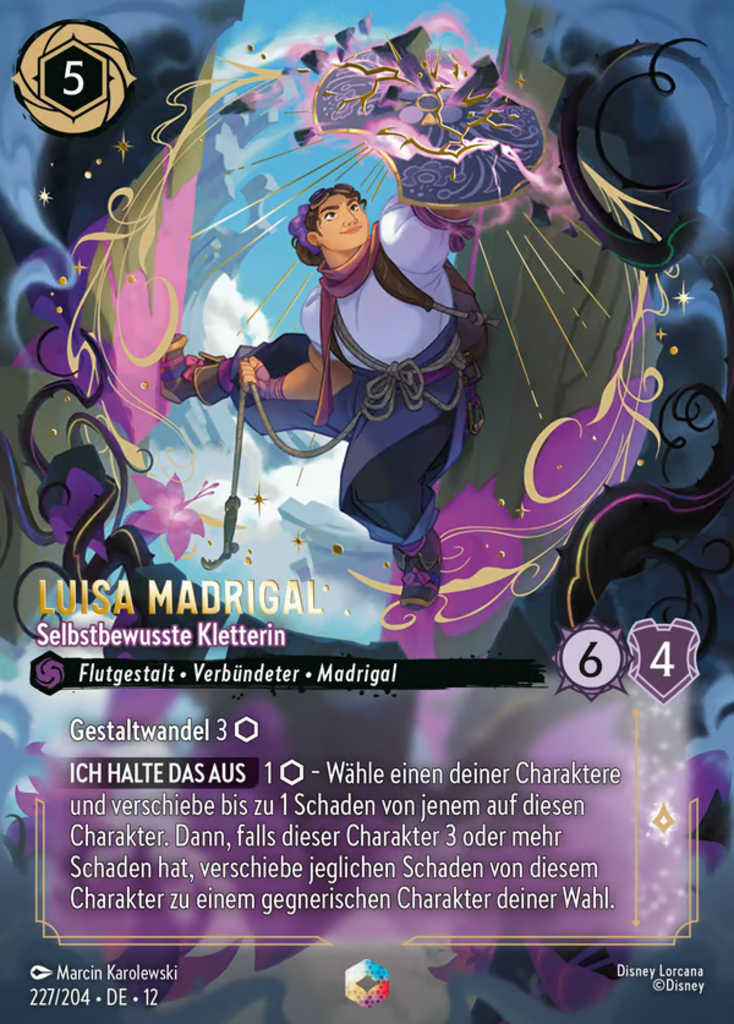 5
LUISA MADRIGAL
Selbstbewusste Kletterin
6 4
Flutgestalt • Verbündeter • Madrigal
Gestaltwandel 3 ⬡
ICH HALTE DAS AUS 1 ⬡ – Wähle einen deiner Charaktere
und verschiebe bis zu 1 Schaden von jenem auf diesen
Charakter. Dann, falls dieser Charakter 3 oder mehr
Schaden hat, verschiebe jeglichen Schaden von diesem
Charakter zu einem gegnerischen Charakter deiner Wahl.
Marcin Karolewski
227/204 • DE • 12
Disney Lorcana
©Disney